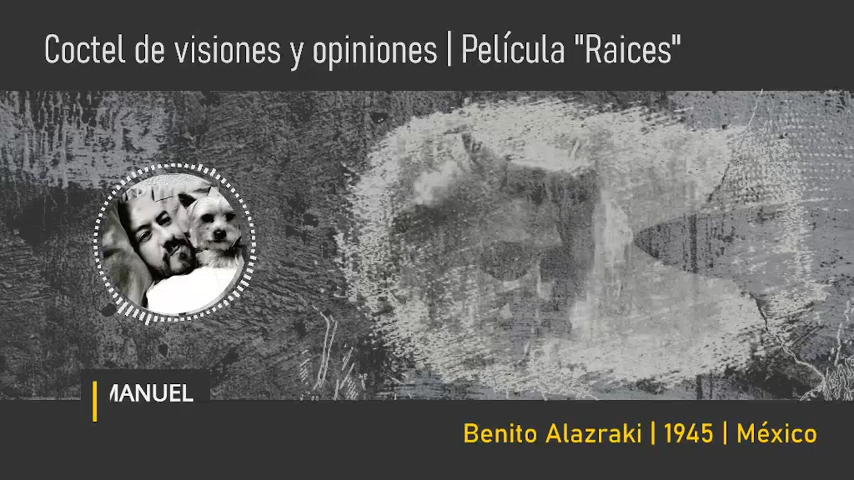 Coctel de visiones y opiniones | Película "Raices"
MANUEL
Benito Alazraki | 1945 | México